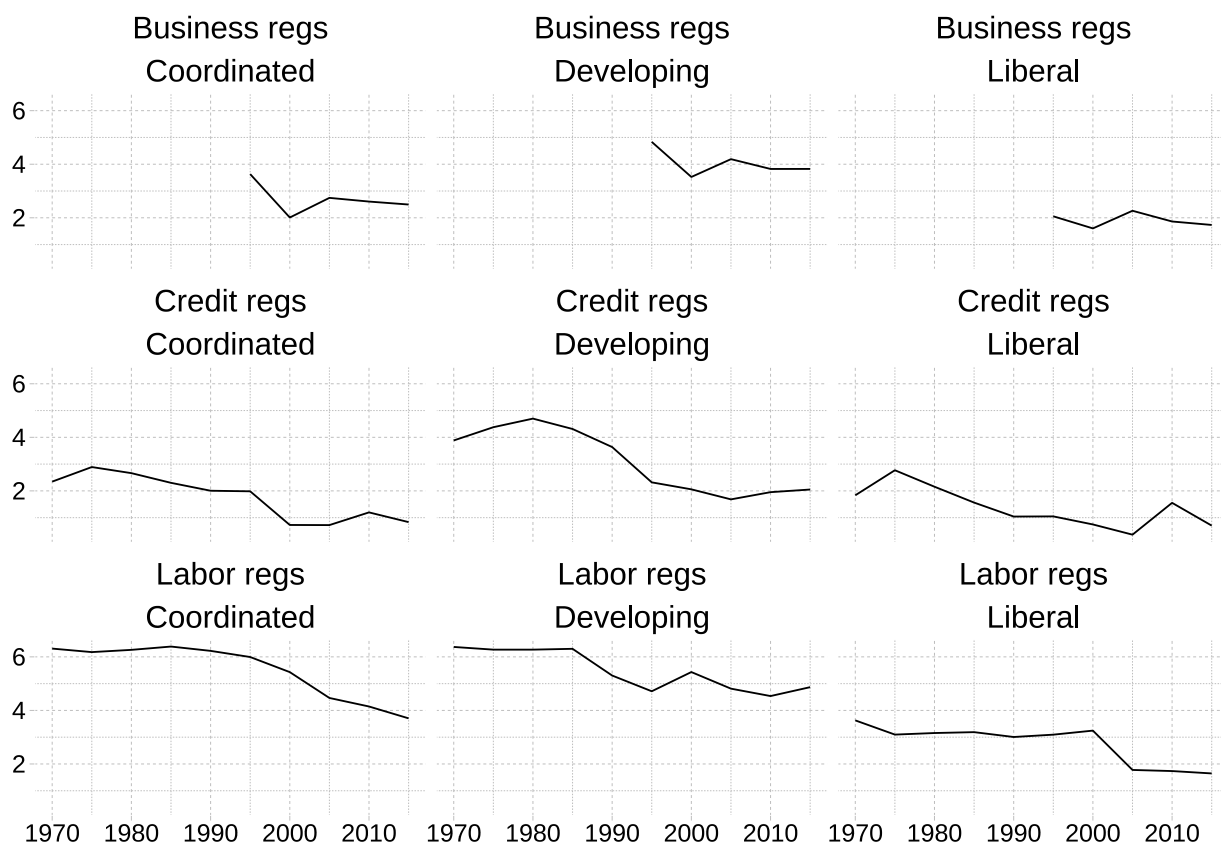 Business regs
Coordinated
Business regs
Developing
Business regs
Liberal
6
4
2
Credit regs
Coordinated
Credit regs
Developing
Credit regs
Liberal
6
4
2
Labor regs
Coordinated
Labor regs
Developing
Labor regs
Liberal
6
4
2
1970 1980 1990 2000 2010
1970 1980 1990 2000 2010
1970 1980 1990 2000 2010